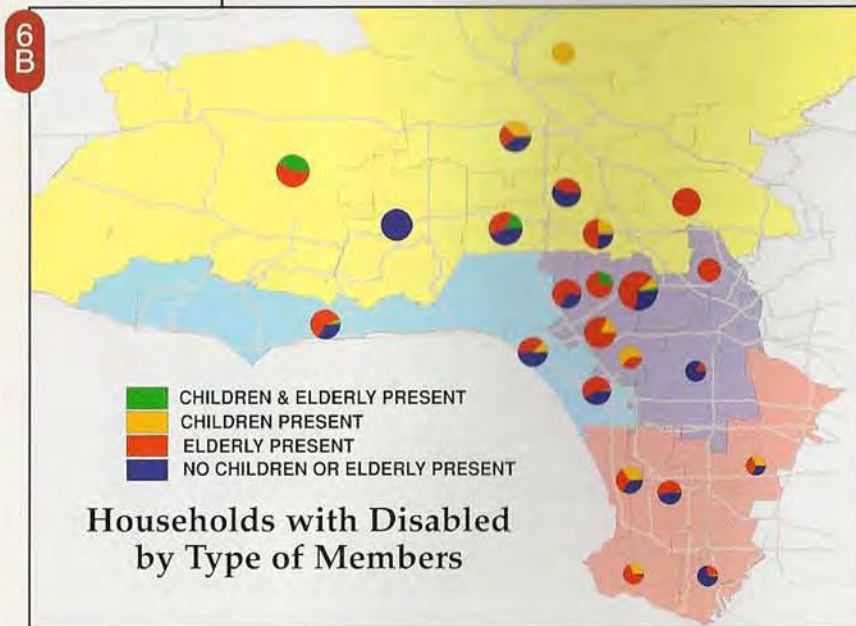 6
B
CHILDREN & ELDERLY PRESENT
CHILDREN PRESENT
ELDERLY PRESENT
NO CHILDREN OR ELDERLY PRESENT
Households with Disabled
by Type of Members